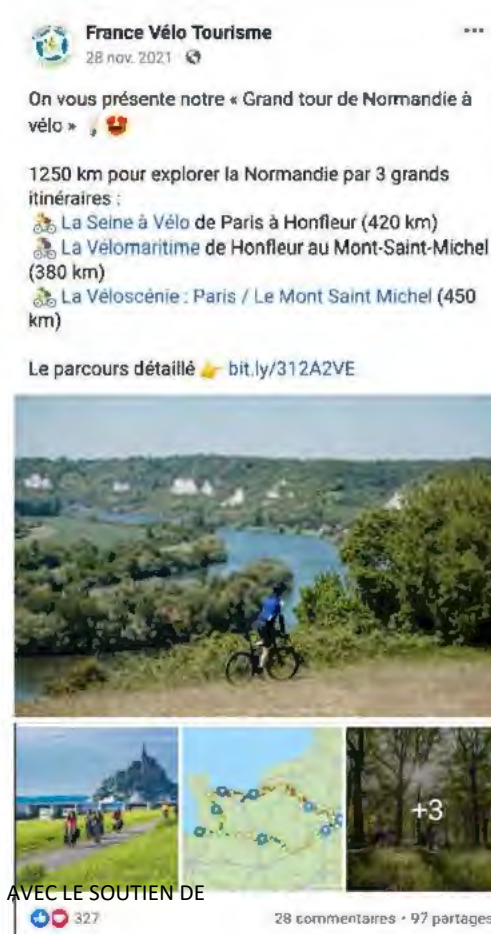 France Vélo Tourisme
28 nov. 2021
On vous présente notre « Grand tour de Normandie à
vélo »
1250 km pour explorer la Normandie par 3 grands
itinéraires :
La Seine à Vélo de Paris à Honfleur (420 km)
La Vélomaritime de Honfleur au Mont-Saint-Michel
(380 km)
La Véloscénie : Paris / Le Mont Saint Michel (450
km)
Le parcours détaillé 👉 bit.ly/312A2VE
+3
AVEC LE SOUTIEN DE
327
28 commentaires · 97 partages